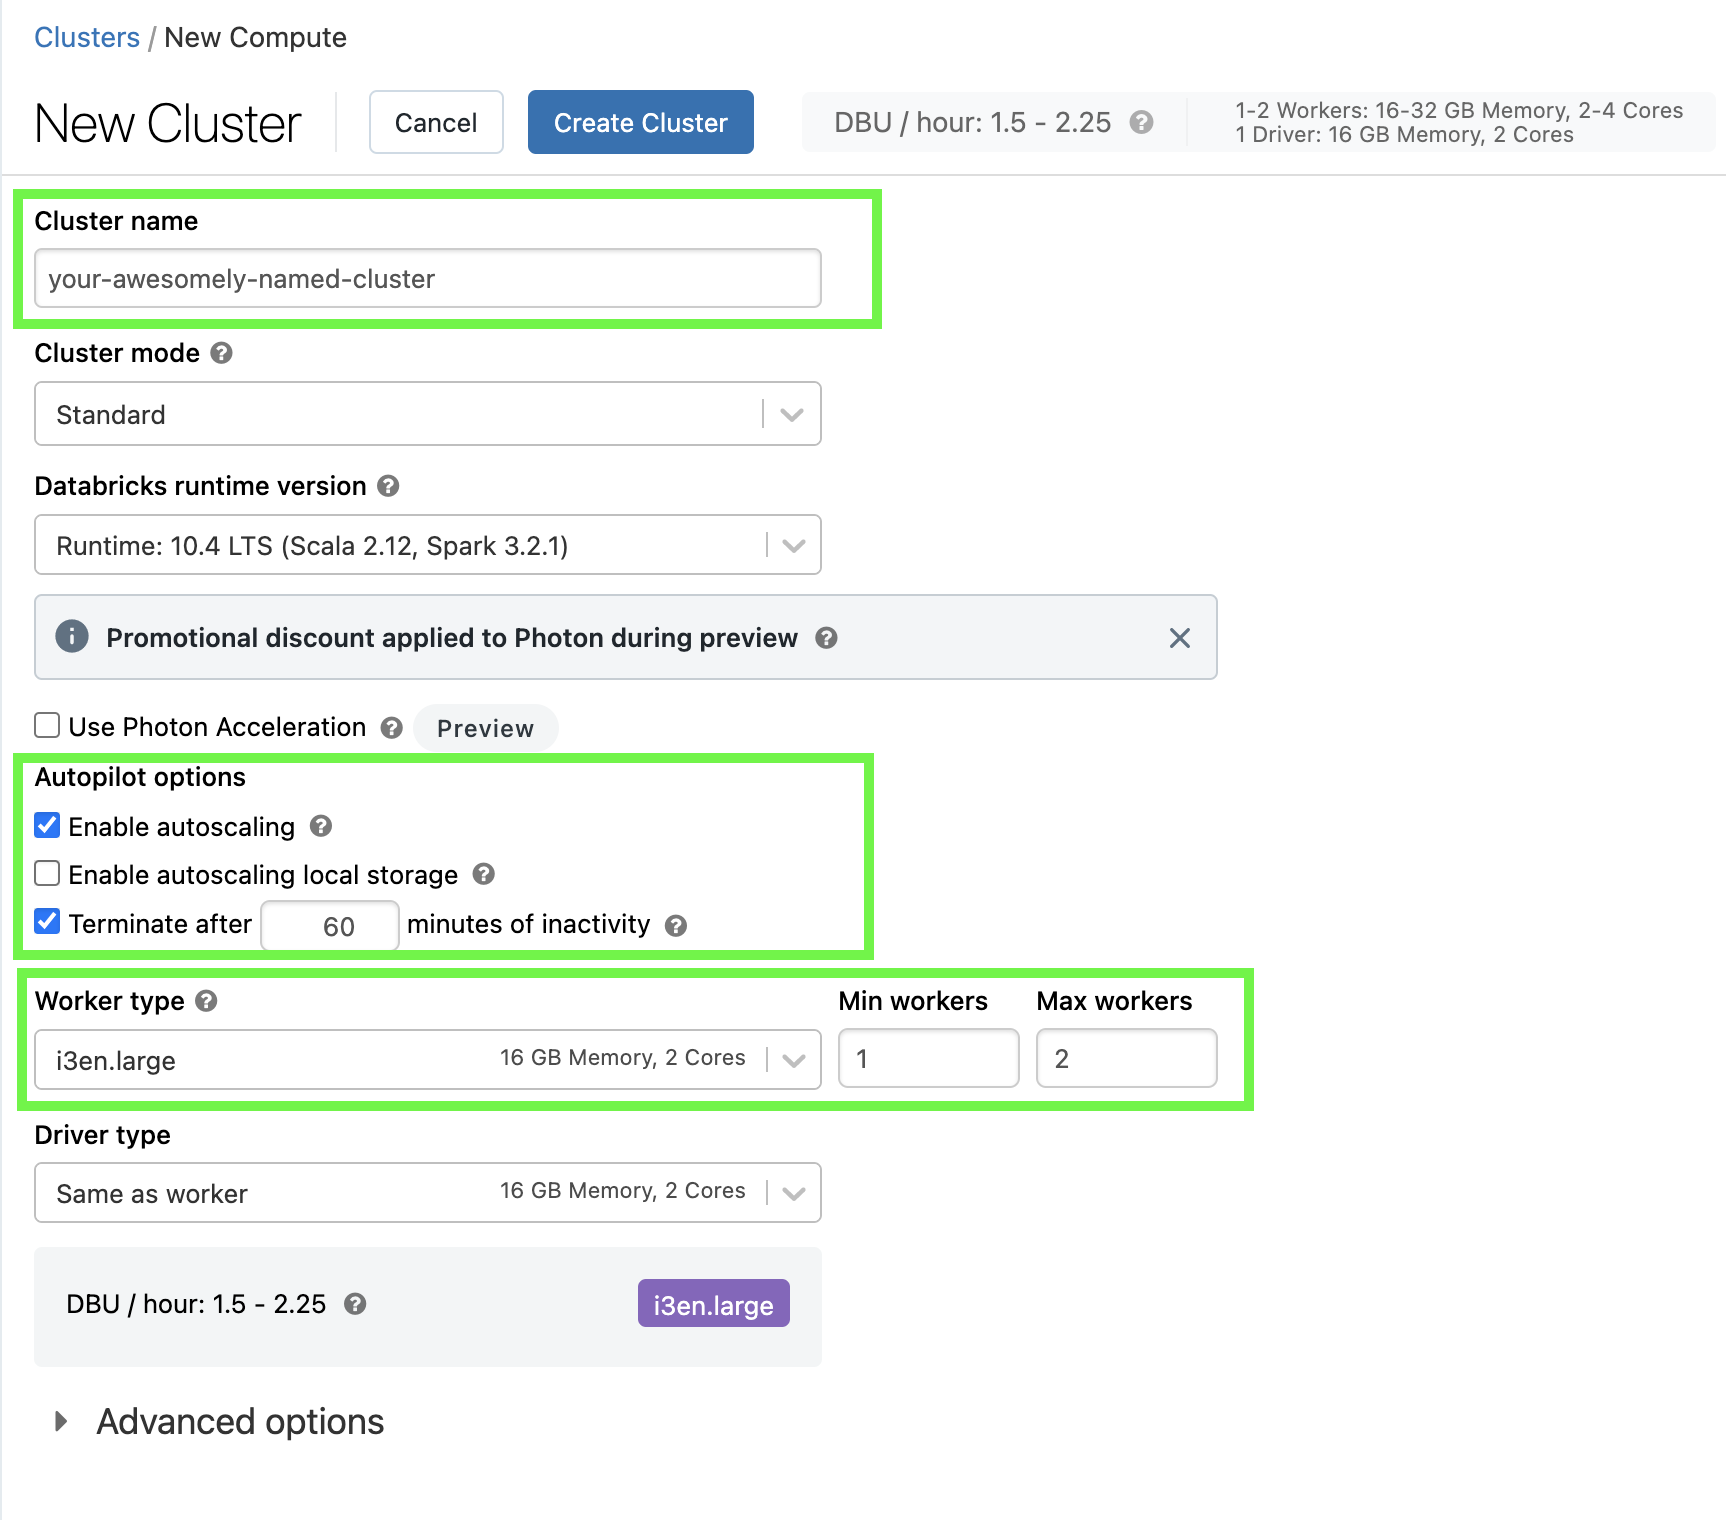 Clusters / New Compute
New Cluster
Cancel
Create Cluster
DBU / hour: 1.5 - 2.25 ?
1-2 Workers: 16-32 GB Memory, 2-4 Cores
1 Driver: 16 GB Memory, 2 Cores
Cluster name
your-awesomely-named-cluster
Cluster mode ?
Standard
Databricks runtime version ?
Runtime: 10.4 LTS (Scala 2.12, Spark 3.2.1)
i Promotional discount applied to Photon during preview ?
Use Photon Acceleration ? Preview
Autopilot options
Enable autoscaling ?
Enable autoscaling local storage ?
Terminate after 60 minutes of inactivity ?
Worker type ?
Min workers
Max workers
i3en.large 16 GB Memory, 2 Cores
1
2
Driver type
Same as worker 16 GB Memory, 2 Cores
DBU / hour: 1.5 - 2.25 ?
i3en.large
Advanced options